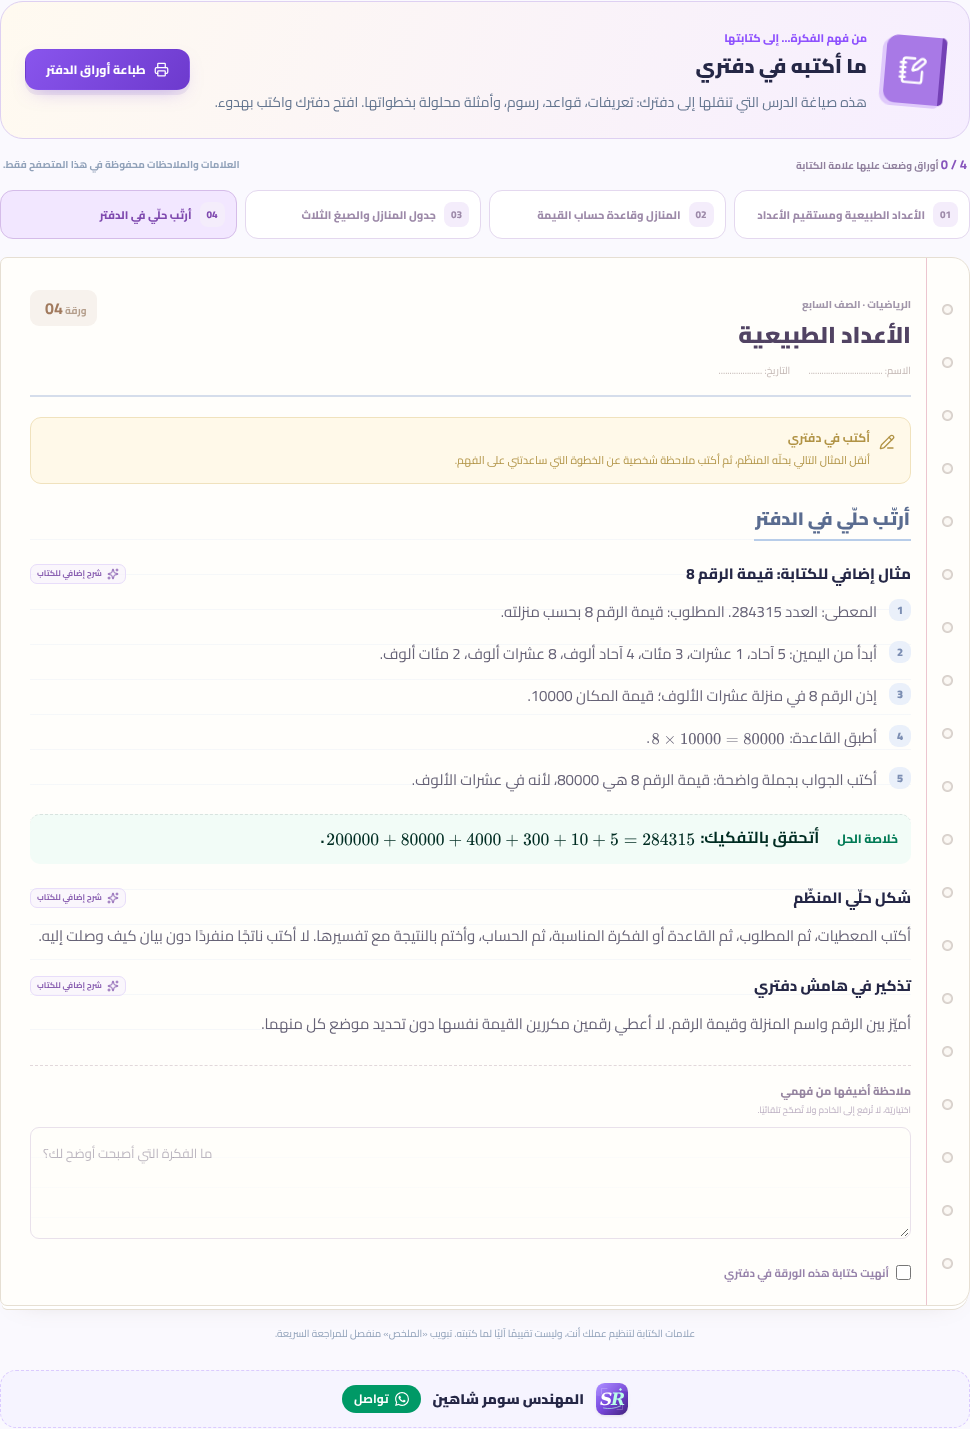 من فهم الفكرة... إلى كتابتها
ما أكتبه في دفتري
هذه صياغة الدرس التي تنقلها إلى دفترك: تعريفات، قواعد، رسوم، وأمثلة محلولة بخطواتها. افتح دفترك واكتب بهدوء.
طباعة أوراق الدفتر
0 / 4 أوراق وضعت عليها علامة الكتابة
العلامات والملاحظات محفوظة في هذا المتصفح فقط.
01 الأعداد الطبيعية ومستقيم الأعداد
02 المنازل وقاعدة حساب القيمة
03 جدول المنازل والصيغ الثلاث
04 أرتّب حلّي في الدفتر
الرياضيات · الصف السابع
ورقة 04
الأعداد الطبيعية
الاسم: .................................. التاريخ: ....................
أكتب في دفتري
أنقل المثال التالي بحلّه المنظّم، ثم أكتب ملاحظة شخصية عن الخطوة التي ساعدتني على الفهم.
أرتّب حلّي في الدفتر
مثال إضافي للكتابة: قيمة الرقم 8
شرح إضافي للكتاب
1 المعطى: العدد 284315. المطلوب: قيمة الرقم 8 بحسب منزلته.
2 أبدأ من اليمين: 5 آحاد، 1 عشرات، 3 مئات، 4 آحاد ألوف، 8 عشرات ألوف، 2 مئات ألوف.
3 إذن الرقم 8 في منزلة عشرات الألوف؛ قيمة المكان 10000.
4 أطبق القاعدة: 8 × 10000 = 80000.
5 أكتب الجواب بجملة واضحة: قيمة الرقم 8 هي 80000، لأنه في عشرات الألوف.
خلاصة الحل أتحقق بالتفكيك: 200000 + 80000 + 4000 + 300 + 10 + 5 = 284315.
شكل حلّي المنظّم
شرح إضافي للكتاب
أكتب المعطيات، ثم المطلوب، ثم القاعدة أو الفكرة المناسبة، ثم الحساب، وأختم بالنتيجة مع تفسيرها. لا أكتب ناتجًا منفردًا دون بيان كيف وصلت إليه.
تذكير في هامش دفتري
شرح إضافي للكتاب
أميّز بين الرقم واسم المنزلة وقيمة الرقم. لا أعطي رقمين مكررين القيمة نفسها دون تحديد موضع كل منهما.
ملاحظة أضيفها من فهمي
اختيارية، لا تُرفع إلى الخادم ولا تُصحّح تلقائيًا.
ما الفكرة التي أصبحت أوضح لك؟
أنهيت كتابة هذه الورقة في دفتري
علامات الكتابة لتنظيم عملك أنت، وليست تقييمًا آليًا لما كتبته. تبويب «الملخص» منفصل للمراجعة السريعة.
SR المهندس سومر شاهين تواصل